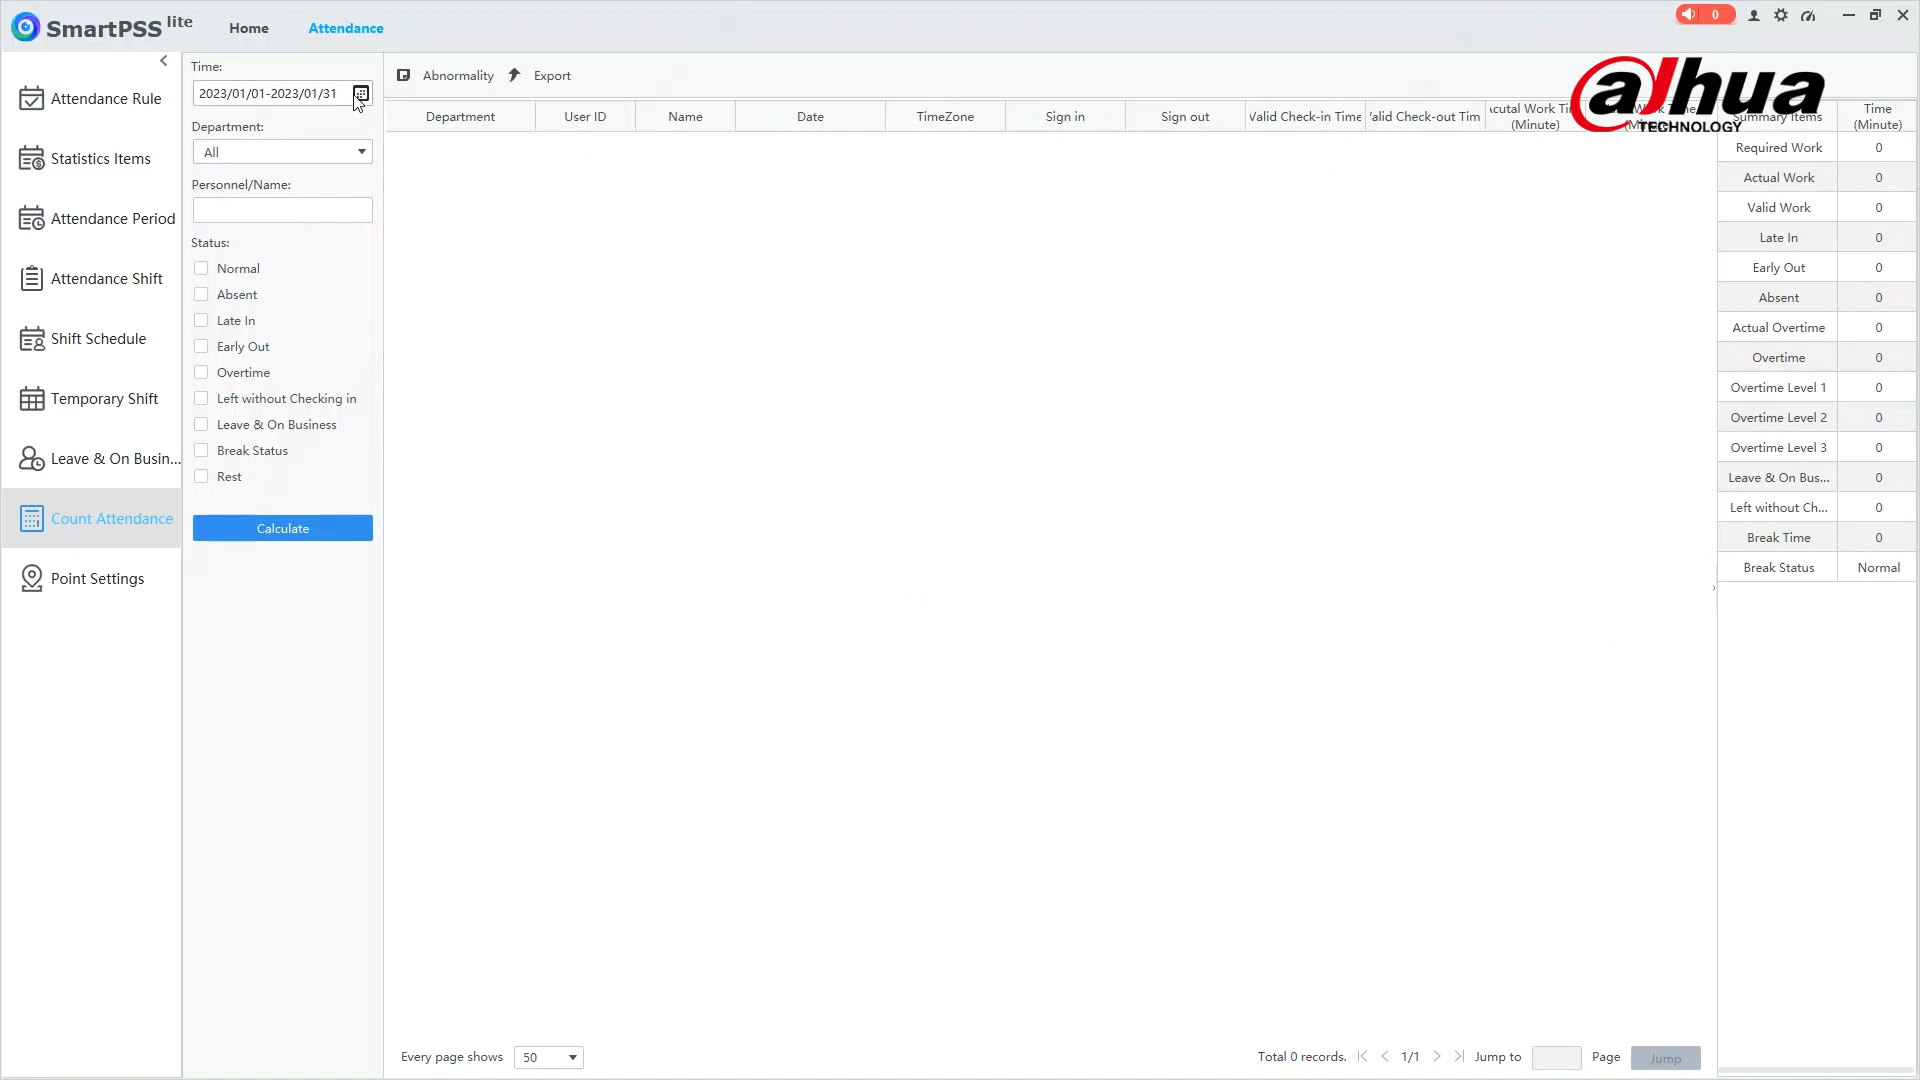 SmartPSS lite
Home
Attendance
0
Attendance Rule
Statistics Items
Attendance Period
Attendance Shift
Shift Schedule
Temporary Shift
Leave & On Busin...
Count Attendance
Point Settings
Time:
2023/01/01-2023/01/31
Department:
All
Personnel/Name:
Status:
Normal
Absent
Late In
Early Out
Overtime
Left without Checking in
Leave & On Business
Break Status
Rest
Calculate
Abnormality
Export
alhua
TECHNOLOGY
Department
User ID
Name
Date
TimeZone
Sign in
Sign out
Valid Check-in Time
alid Check-out Tim
cutal Work Ti
(Minute)
Summary Items
Time
(Minute)
Required Work 0
Actual Work 0
Valid Work 0
Late In 0
Early Out 0
Absent 0
Actual Overtime 0
Overtime 0
Overtime Level 1 0
Overtime Level 2 0
Overtime Level 3 0
Leave & On Bus... 0
Left without Ch... 0
Break Time 0
Break Status Normal
Every page shows 50
Total 0 records.
1/1
Jump to
Page
Jump